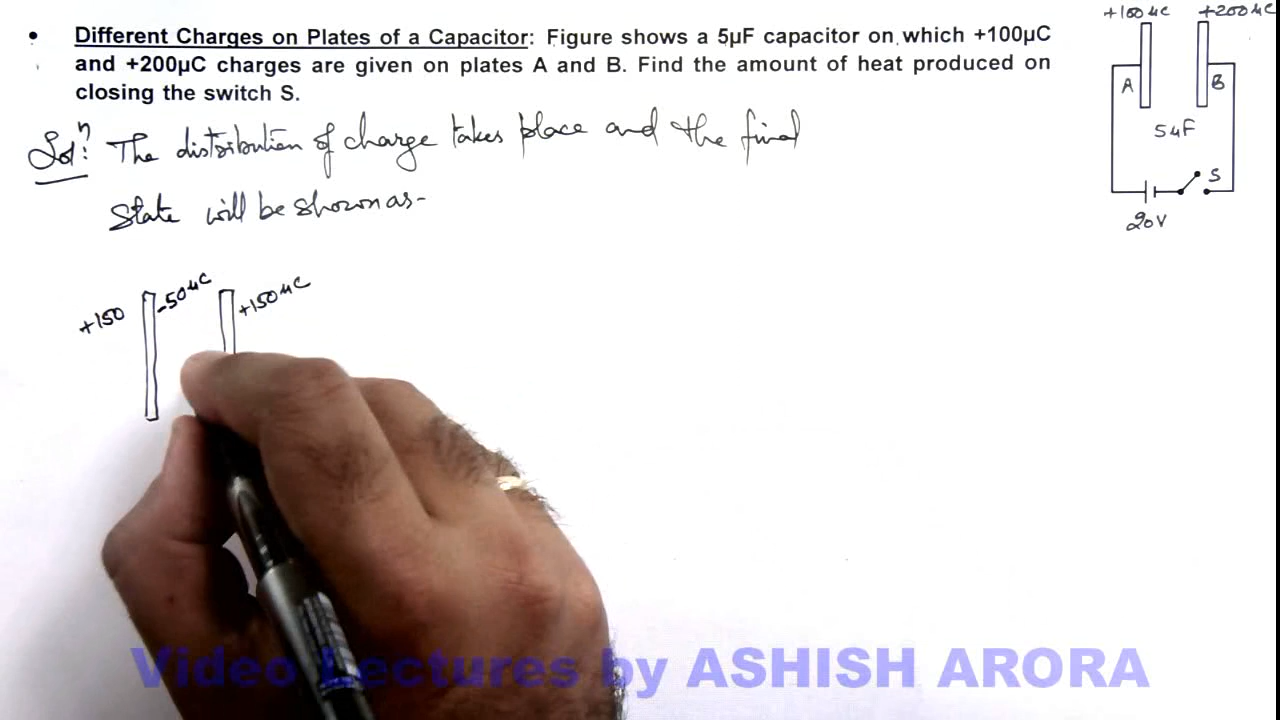 • Different Charges on Plates of a Capacitor: Figure shows a 5µF capacitor on which +100µC
and +200µC charges are given on plates A and B. Find the amount of heat produced on
closing the switch S.
Solⁿ: The distribution of charge takes place and the final
State will be shown as-
+150
-50µC
+150µC
+100µC
+200µC
A
B
5µF
S
20V
Video Lectures by ASHISH ARORA